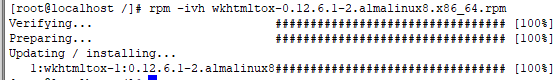 [root@localhost /]# rpm -ivh wkhtmltox-0.12.6.1-2.almalinux8.x86_64.rpm
Verifying... ################################# [100%]
Preparing... ################################# [100%]
Updating / installing...
1:wkhtmltox-1:0.12.6.1-2.almalinux8################################# [100%]